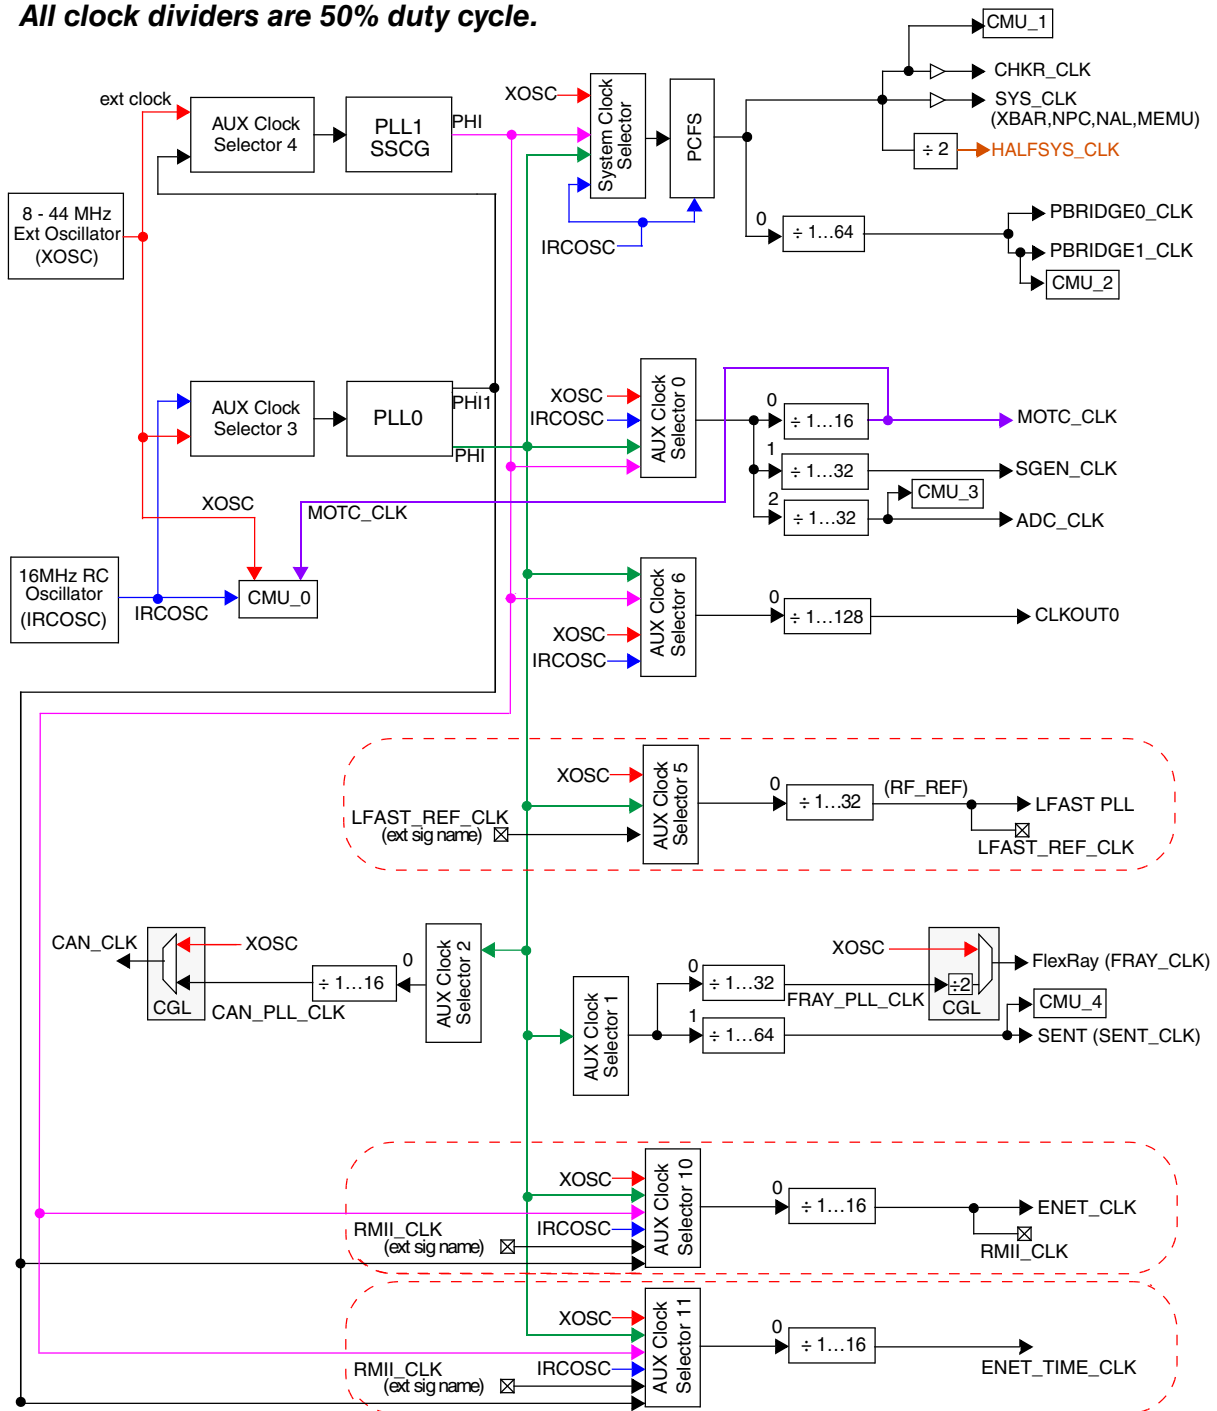 All clock dividers are 50% duty cycle.
CMU_1
XOSC
CHKR_CLK
ext clock
SYS_CLK
(XBAR,NPC,NAL,MEMU)
AUX Clock
Selector 4
PLL1
SSCG
PHI
System Clock
Selector
PCFS
÷ 2
HALFSYS_CLK
8 - 44 MHz
Ext Oscillator
(XOSC)
IRCOSC
0
÷ 1...64
PBRIDGE0_CLK
PBRIDGE1_CLK
CMU_2
AUX Clock
Selector 3
PLL0
PHI1
PHI
XOSC
IRCOSC
AUX Clock
Selector 0
0
÷ 1...16
MOTC_CLK
1
÷ 1...32
SGEN_CLK
2
÷ 1...32
CMU_3
ADC_CLK
XOSC
MOTC_CLK
16MHz RC
Oscillator
(IRCOSC)
IRCOSC
CMU_0
XOSC
IRCOSC
AUX Clock
Selector 6
0
÷ 1...128
CLKOUT0
XOSC
LFAST_REF_CLK
(ext sig name)
AUX Clock
Selector 5
0
÷ 1...32
(RF_REF)
LFAST PLL
LFAST_REF_CLK
CAN_CLK
XOSC
CGL
CAN_PLL_CLK
÷ 1...16
0
AUX Clock
Selector 2
AUX Clock
Selector 1
0
÷ 1...32
FRAY_PLL_CLK
XOSC
÷2
CGL
FlexRay (FRAY_CLK)
CMU_4
1
÷ 1...64
SENT (SENT_CLK)
XOSC
RMII_CLK
(ext sig name)
IRCOSC
AUX Clock
Selector 10
0
÷ 1...16
ENET_CLK
RMII_CLK
XOSC
RMII_CLK
(ext sig name)
IRCOSC
AUX Clock
Selector 11
0
÷ 1...16
ENET_TIME_CLK